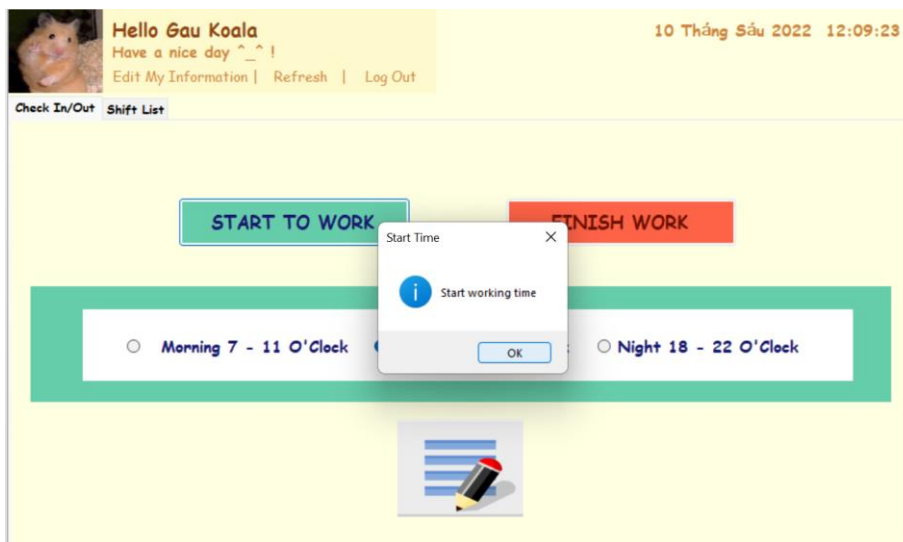 Hello Gau Koala
Have a nice day ^_^ !
Edit My Information | Refresh | Log Out
10 Tháng Sáu 2022 12:09:23
Check In/Out Shift List
START TO WORK
FINISH WORK
Start Time
Start working time
OK
Morning 7 - 11 O'Clock
Night 18 - 22 O'Clock